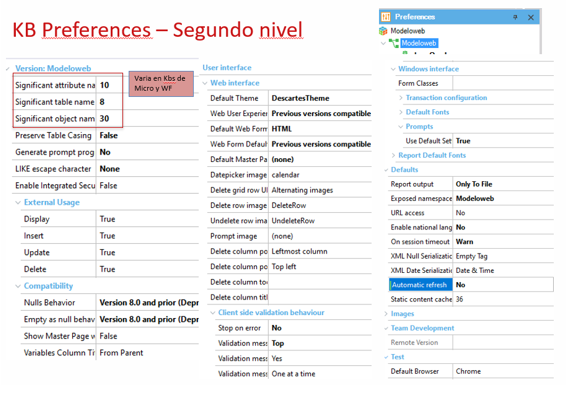 KB Preferences – Segundo nivel
Preferences
Modeloweb
Modeloweb
Version: Modeloweb
Significant attribute na 10
Significant table name 8
Significant object nam 30
Varia en Kbs de
Micro y WF
Preserve Table Casing False
Generate prompt prog No
LIKE escape character None
Enable Integrated Secu False
External Usage
Display True
Insert True
Update True
Delete True
Compatibility
Nulls Behavior Version 8.0 and prior (Depr
Empty as null behav Version 8.0 and prior (Depr
Show Master Page w False
Variables Column Ti From Parent
User interface
Web interface
Default Theme DescartesTheme
Web User Experien Previous versions compatible
Default Web Form HTML
Web Form Default Previous versions compatible
Default Master Pa (none)
Datepicker image calendar
Delete grid row UI Alternating images
Delete row image DeleteRow
Undelete row ima UndeleteRow
Prompt image (none)
Delete column po Leftmost column
Delete column po Top left
Delete column too
Delete column titl
Client side validation behaviour
Stop on error No
Validation mess Top
Validation mess Yes
Validation mess One at a time
Windows interface
Form Classes
Transaction configuration
Default Fonts
Prompts
Use Default Set True
Report Default Fonts
Defaults
Report output Only To File
Exposed namespace Modeloweb
URL access No
Enable national lang No
On session timeout Warn
XML Null Serializatio Empty Tag
XML Date Serializatio Date & Time
Automatic refresh No
Static content cache 36
Images
Team Development
Remote Version
Test
Default Browser Chrome